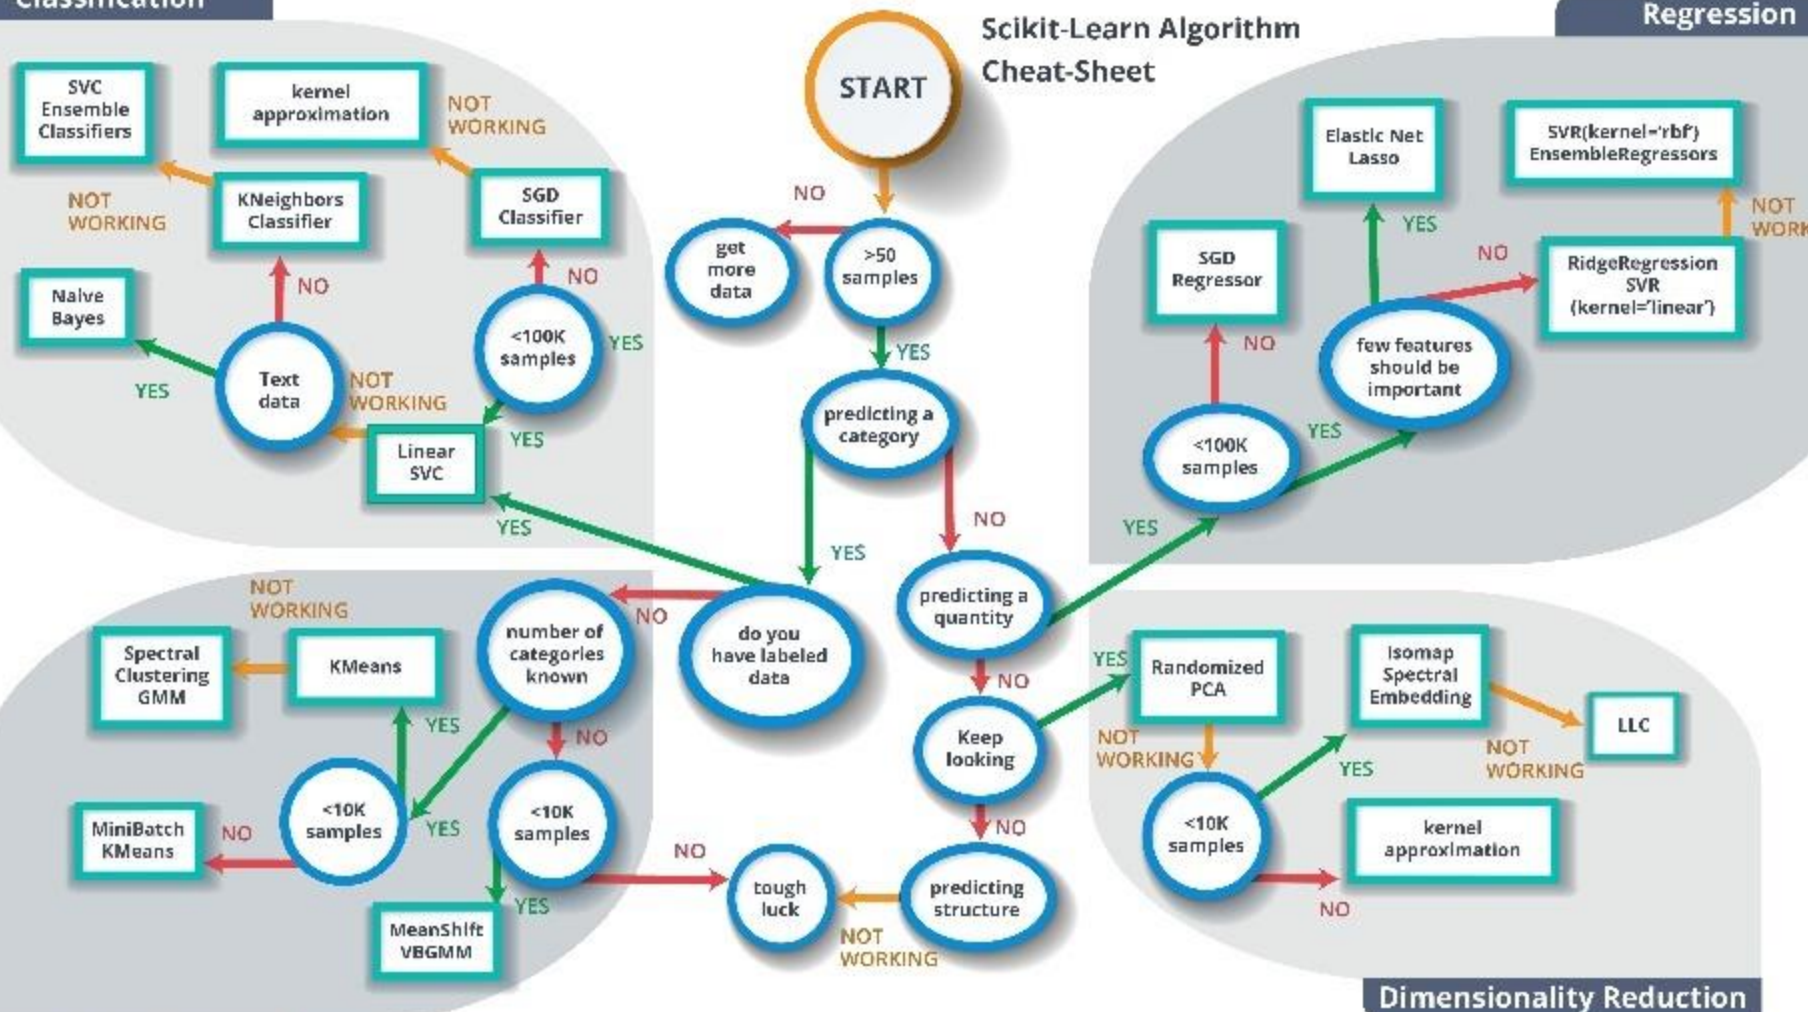 Classification
Scikit-Learn Algorithm
Cheat-Sheet
Regression
START
SVC
Ensemble
Classifiers
kernel
approximation
NOT
WORKING
NOT
WORKING
KNeighbors
Classifier
SGD
Classifier
NO
NO
Naive
Bayes
YES
Text
data
NOT
WORKING
<100K
samples
YES
YES
Linear
SVC
YES
NO
get
more
data
>50
samples
YES
predicting a
category
YES
NO
do you
have labeled
data
NO
predicting a
quantity
YES
NO
Keep
looking
YES
NO
predicting
structure
NOT
WORKING
tough
luck
Elastic Net
Lasso
SVR(kernel='rbf')
EnsembleRegressors
YES
NO
NOT
SGD
Regressor
RidgeRegression
SVR
(kernel='linear')
NO
few features
should be
important
YES
<100K
samples
NOT
WORKING
Spectral
Clustering
GMM
KMeans
number of
categories
known
YES
NO
MiniBatch
KMeans
NO
<10K
samples
YES
<10K
samples
NO
YES
MeanShift
VBGMM
Randomized
PCA
Isomap
Spectral
Embedding
LLC
NOT
WORKING
NOT
WORKING
YES
<10K
samples
kernel
approximation
NO
Dimensionality Reduction